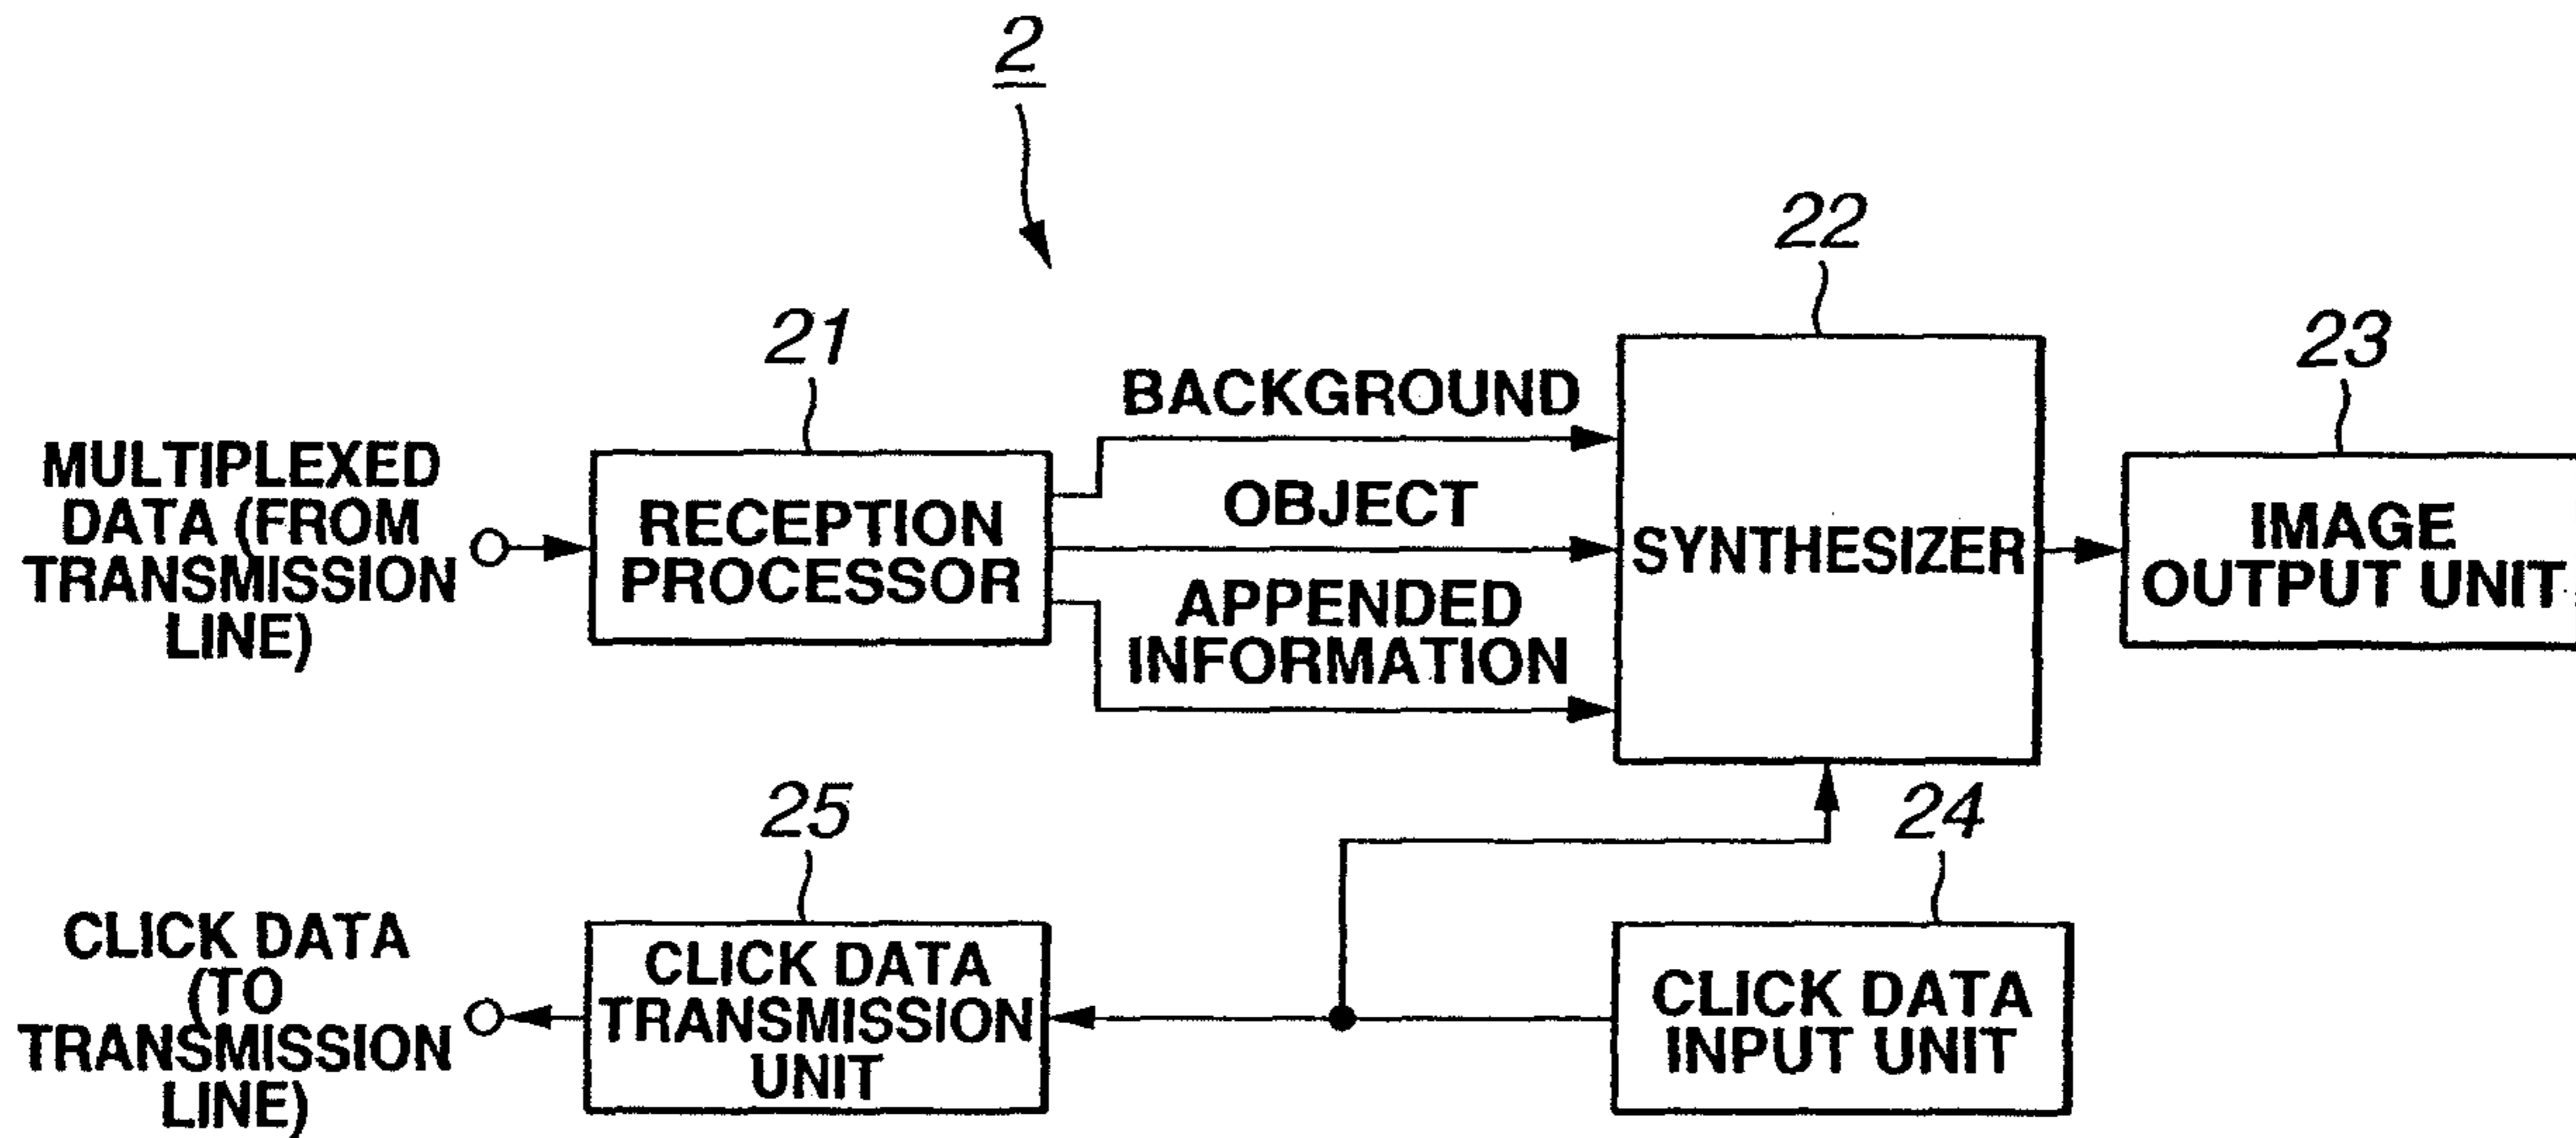 2
22
21
23
BACKGROUND
MULTIPLEXED
DATA (FROM
TRANSMISSION
LINE)
RECEPTION
PROCESSOR
OBJECT
SYNTHESIZER
IMAGE
OUTPUT UNIT
APPENDED
INFORMATION
25
24
CLICK DATA
(TO
TRANSMISSION
LINE)
CLICK DATA
TRANSMISSION
UNIT
CLICK DATA
INPUT UNIT